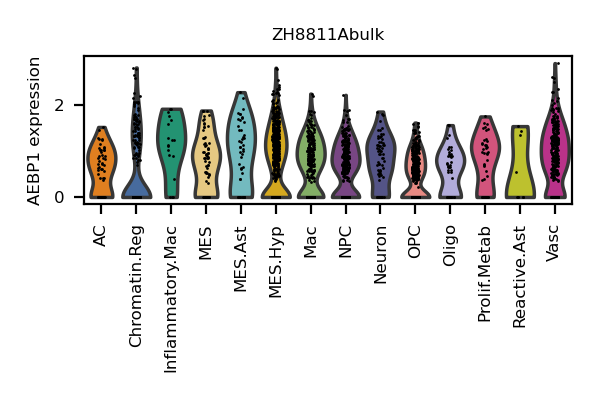 ZH8811Abulk
AEBP1 expression
2
0
AC
Chromatin.Reg
Inflammatory.Mac
MES
MES.Ast
MES.Hyp
Mac
NPC
Neuron
OPC
Oligo
Prolif.Metab
Reactive.Ast
Vasc